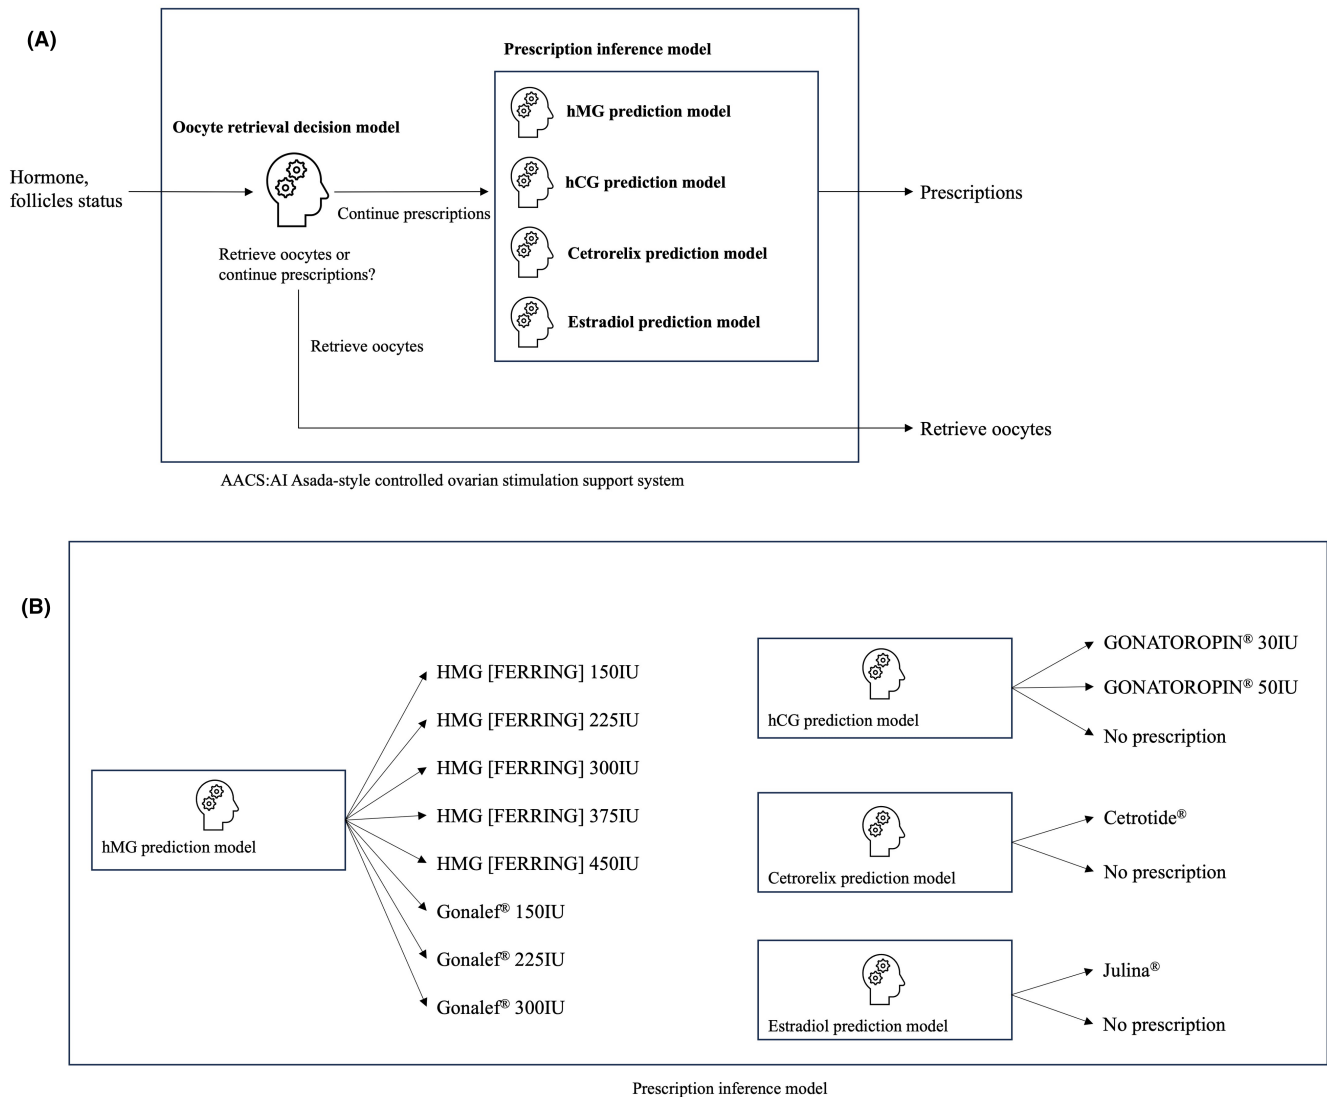 (A)
Prescription inference model
hMG prediction model
Oocyte retrieval decision model
hCG prediction model
Hormone,
follicles status
Continue prescriptions
Prescriptions
Retrieve oocytes or
continue prescriptions?
Cetrorelix prediction model
Estradiol prediction model
Retrieve oocytes
Retrieve oocytes
AACS:AI Asada-style controlled ovarian stimulation support system
(B)
hMG prediction model
HMG [FERRING] 150IU
HMG [FERRING] 225IU
HMG [FERRING] 300IU
HMG [FERRING] 375IU
HMG [FERRING] 450IU
Gonalef® 150IU
Gonalef® 225IU
Gonalef® 300IU
hCG prediction model
GONATOROPIN® 30IU
GONATOROPIN® 50IU
No prescription
Cetrorelix prediction model
Cetrotide®
No prescription
Estradiol prediction model
Julina®
No prescription
Prescription inference model